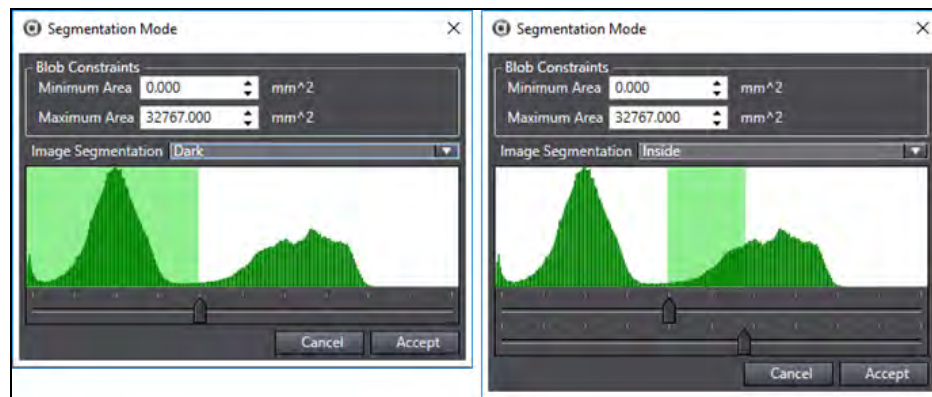 Segmentation Mode
Blob Constraints
Minimum Area 0.000 mm^2
Maximum Area 32767.000 mm^2
Image Segmentation Dark
Cancel Accept
Segmentation Mode
Blob Constraints
Minimum Area 0.000 mm^2
Maximum Area 32767.000 mm^2
Image Segmentation Inside
Cancel Accept